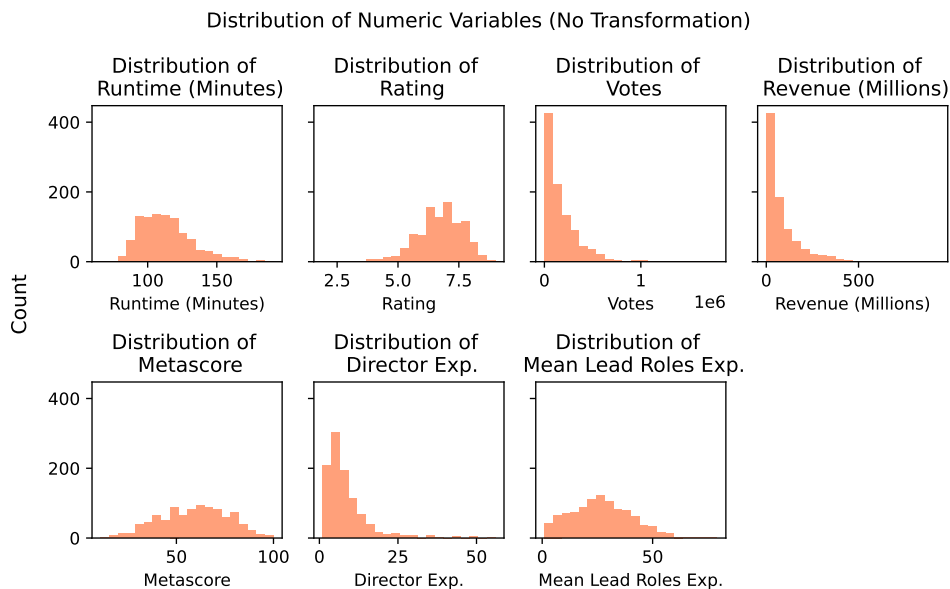 Distribution of Numeric Variables (No Transformation)
Distribution of
Runtime (Minutes)
Distribution of
Rating
Distribution of
Votes
Distribution of
Revenue (Millions)
400
200
0
100
150
2.5
5.0
7.5
0
1
0
500
Runtime (Minutes)
Rating
Votes
1e6
Revenue (Millions)
Count
Distribution of
Metascore
Distribution of
Director Exp.
Distribution of
Mean Lead Roles Exp.
400
200
0
50
100
0
25
50
0
50
Metascore
Director Exp.
Mean Lead Roles Exp.